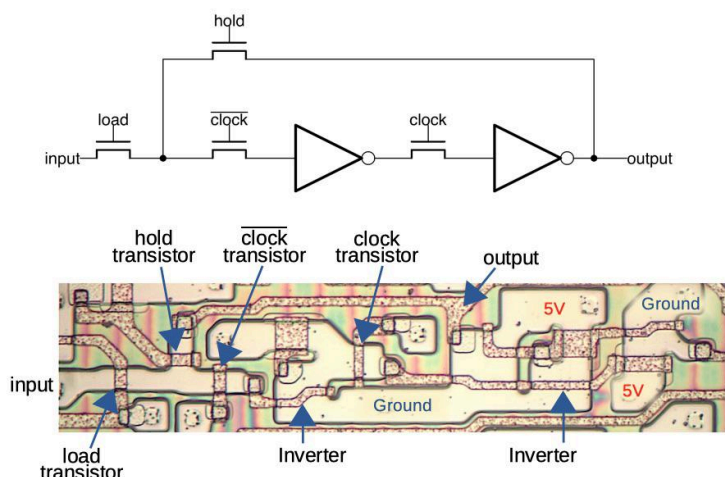 hold
load
clock
clock
input
output
hold
transistor
clock
transistor
clock
transistor
output
5V
Ground
input
Ground
5V
load
transistor
Inverter
Inverter